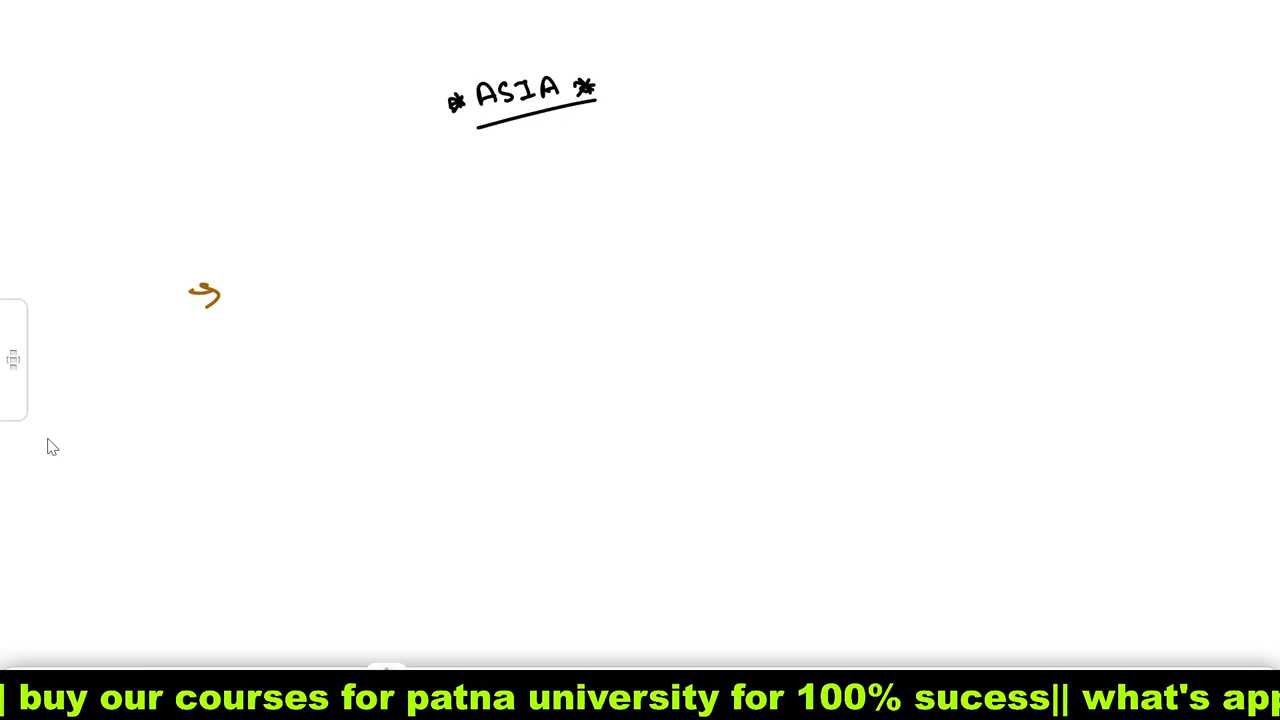 * ASIA *
→
| buy our courses for patna university for 100% sucess|| what's app